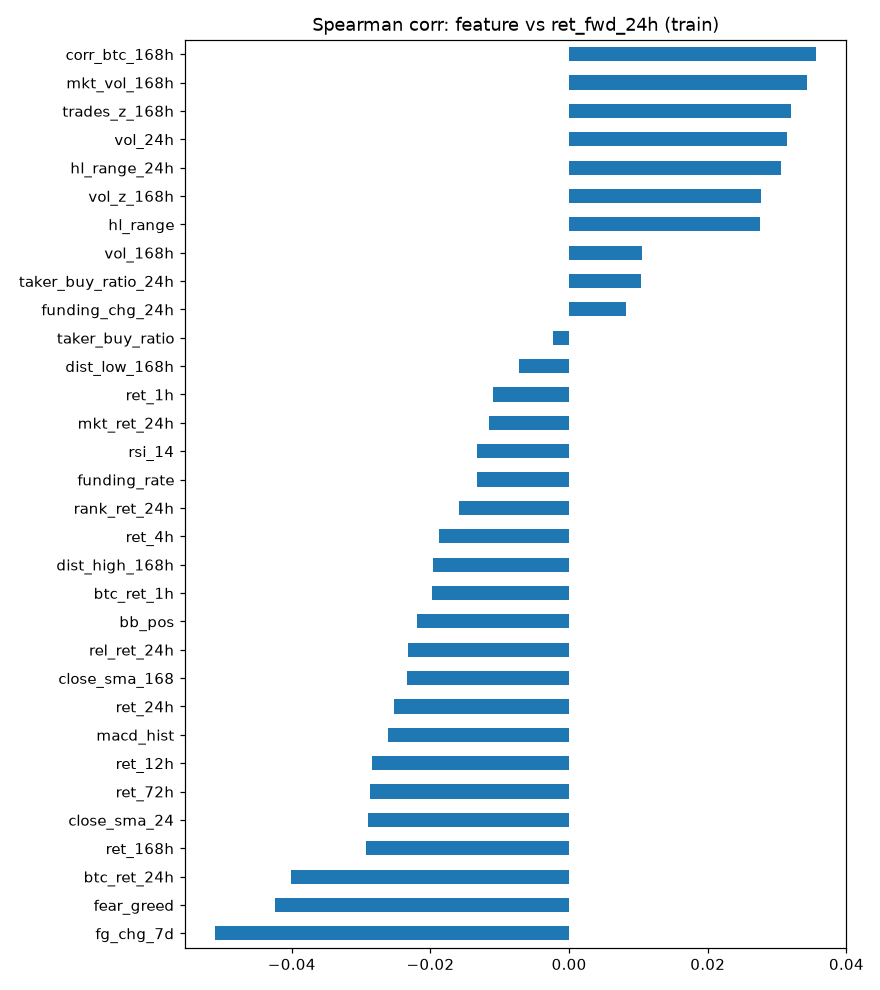 Spearman corr: feature vs ret_fwd_24h (train)
corr_btc_168h
mkt_vol_168h
trades_z_168h
vol_24h
hl_range_24h
vol_z_168h
hl_range
vol_168h
taker_buy_ratio_24h
funding_chg_24h
taker_buy_ratio
dist_low_168h
ret_1h
mkt_ret_24h
rsi_14
funding_rate
rank_ret_24h
ret_4h
dist_high_168h
btc_ret_1h
bb_pos
rel_ret_24h
close_sma_168
ret_24h
macd_hist
ret_12h
ret_72h
close_sma_24
ret_168h
btc_ret_24h
fear_greed
fg_chg_7d
−0.04 −0.02 0.00 0.02 0.04